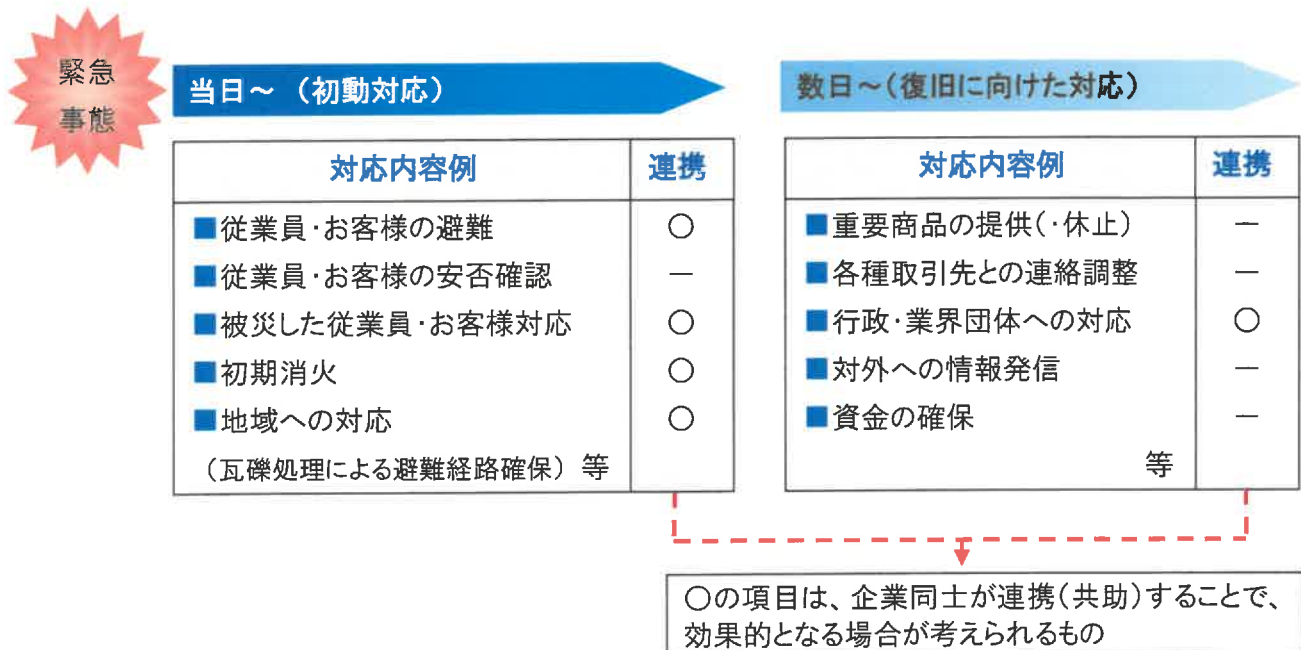 緊急
事態
当日～（初動対応）
対応内容例 連携
■従業員・お客様の避難 ○
■従業員・お客様の安否確認 －
■被災した従業員・お客様対応 ○
■初期消火 ○
■地域への対応 ○
（瓦礫処理による避難経路確保） 等
数日～（復旧に向けた対応）
対応内容例 連携
■重要商品の提供（・休止） －
■各種取引先との連絡調整 －
■行政・業界団体への対応 ○
■対外への情報発信 －
■資金の確保 －
等
○の項目は、企業同士が連携（共助）することで、
効果的となる場合が考えられるもの